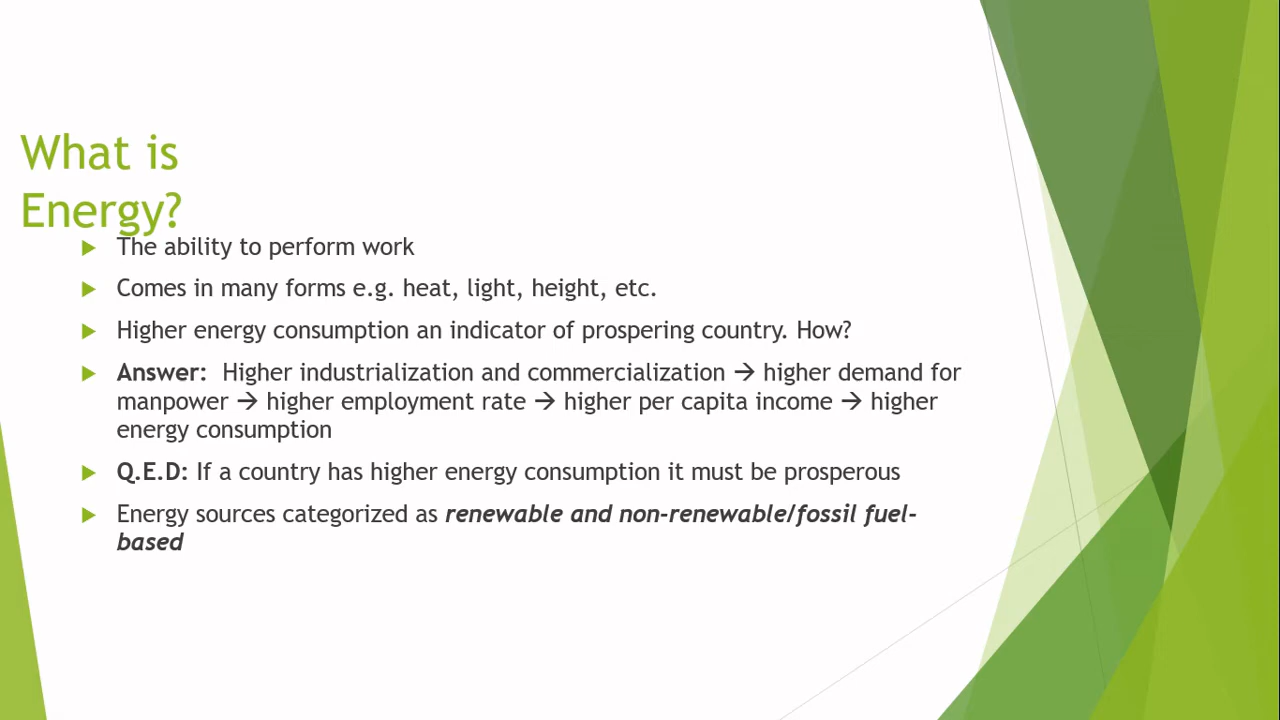 What is
Energy?
The ability to perform work
Comes in many forms e.g. heat, light, height, etc.
Higher energy consumption an indicator of prospering country. How?
Answer: Higher industrialization and commercialization → higher demand for
manpower → higher employment rate → higher per capita income → higher
energy consumption
Q.E.D: If a country has higher energy consumption it must be prosperous
Energy sources categorized as renewable and non-renewable/fossil fuel-
based